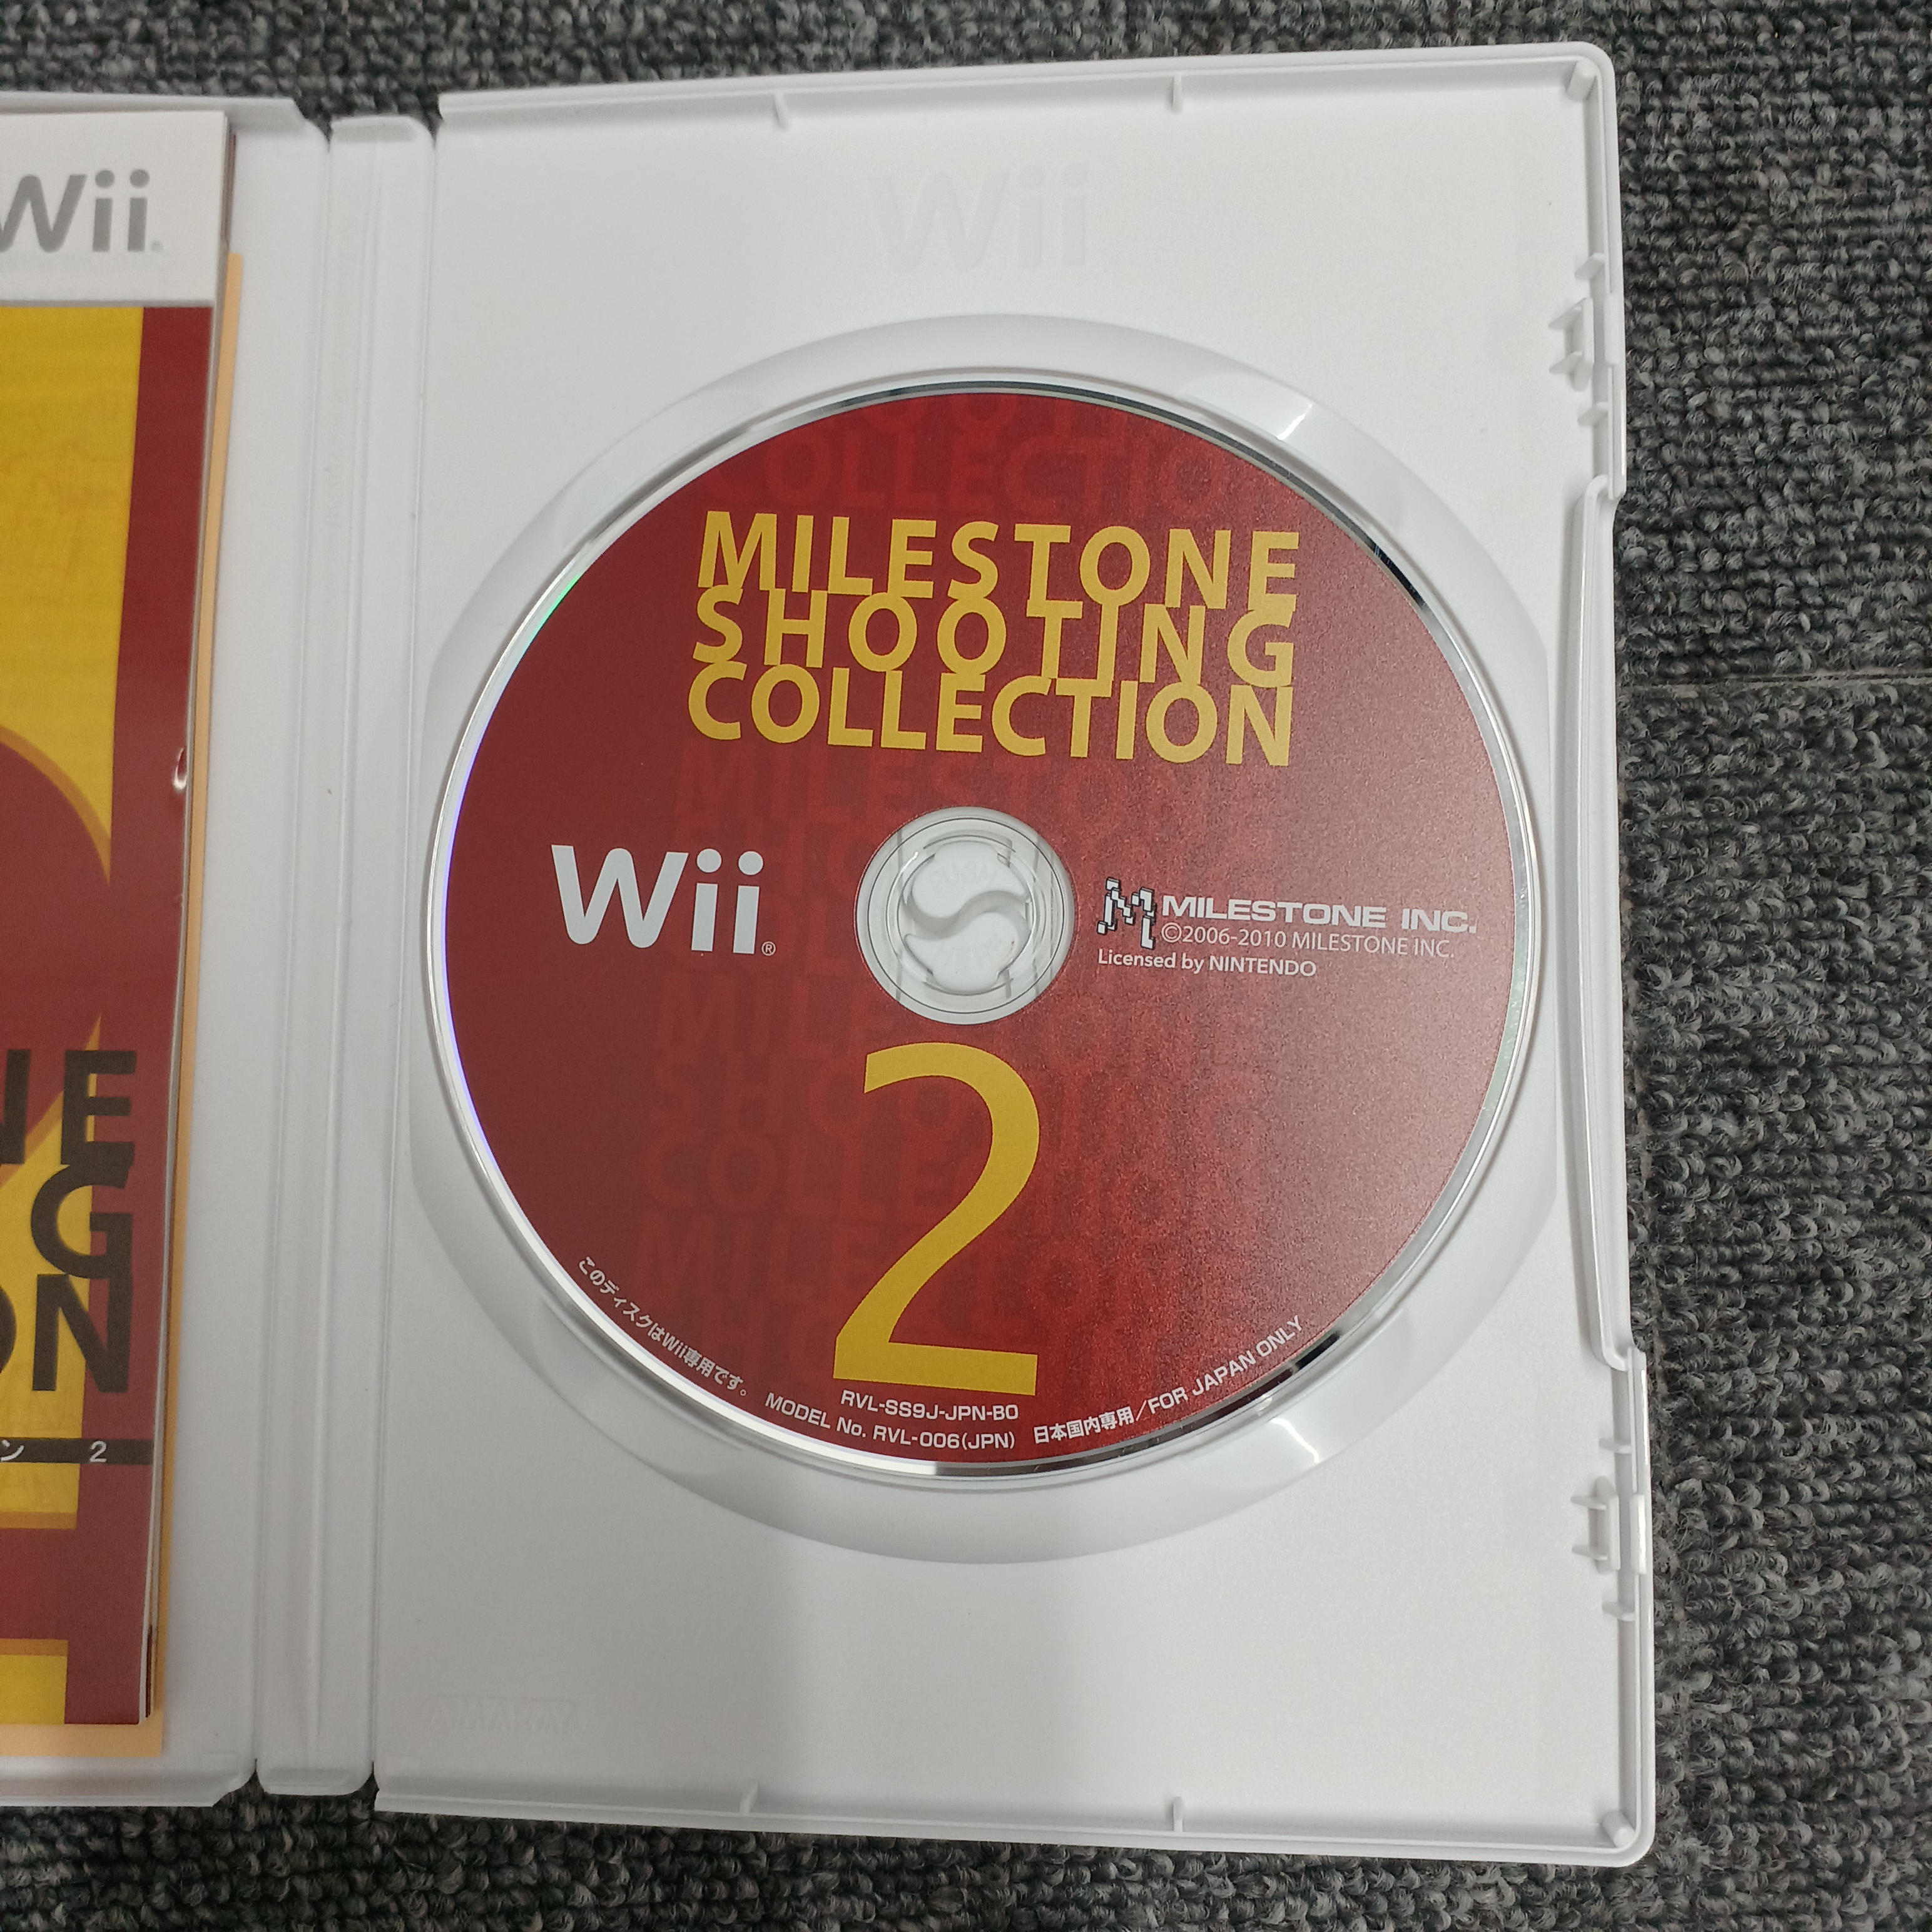 Wii
Wii
MILESTONE
SHOOTING
COLLECTION
Wii®
MILESTONE INC.
©2006-2010 MILESTONE INC.
Licensed by NINTENDO
2
このディスクはWii専用です。
RVL-SS9J-JPN-B0
MODEL No. RVL-006(JPN)
日本国内専用/FOR JAPAN ONLY
NE
G
ON
ン 2